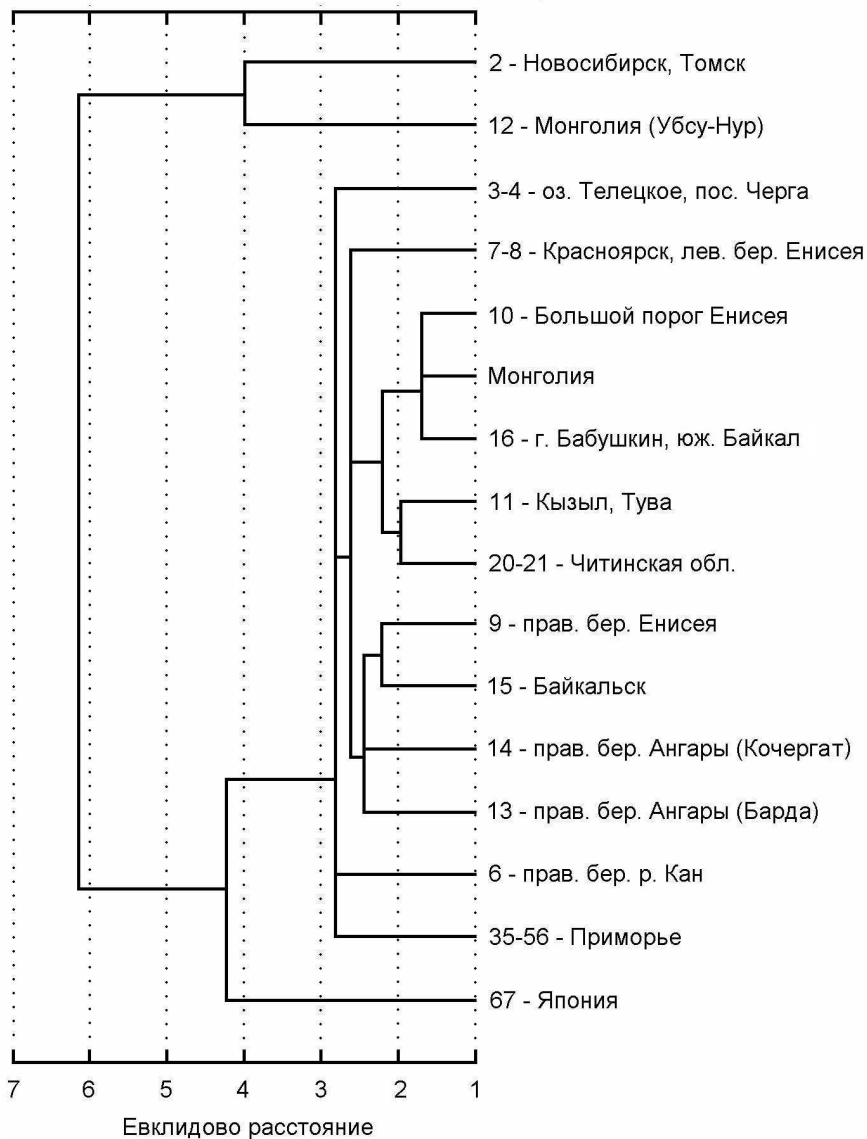 2 - Новосибирск, Томск
12 - Монголия (Убсу-Нур)
3-4 - оз. Телецкое, пос. Черга
7-8 - Красноярск, лев. бер. Енисея
10 - Большой порог Енисея
Монголия
16 - г. Бабушкин, юж. Байкал
11 - Кызыл, Тува
20-21 - Читинская обл.
9 - прав. бер. Енисея
15 - Байкальск
14 - прав. бер. Ангары (Кочергат)
13 - прав. бер. Ангары (Барда)
6 - прав. бер. р. Кан
35-56 - Приморье
67 - Япония
7 6 5 4 3 2 1
Евклидово расстояние